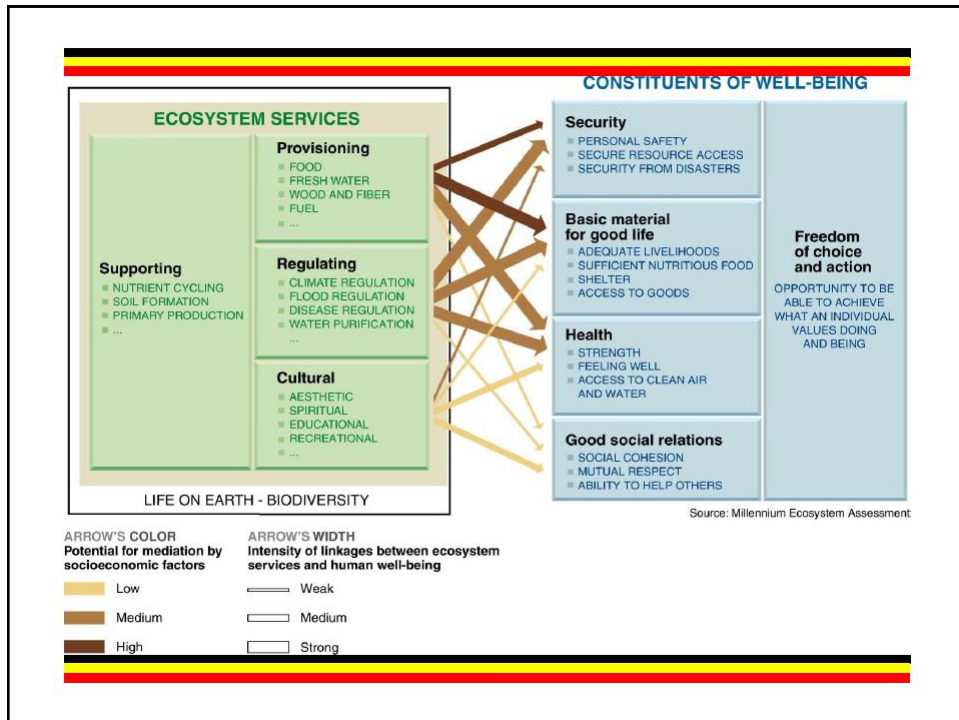 CONSTITUENTS OF WELL-BEING
ECOSYSTEM SERVICES
Supporting
NUTRIENT CYCLING
SOIL FORMATION
PRIMARY PRODUCTION
...
Provisioning
FOOD
FRESH WATER
WOOD AND FIBER
FUEL
...
Regulating
CLIMATE REGULATION
FLOOD REGULATION
DISEASE REGULATION
WATER PURIFICATION
...
Cultural
AESTHETIC
SPIRITUAL
EDUCATIONAL
RECREATIONAL
...
LIFE ON EARTH - BIODIVERSITY
Security
PERSONAL SAFETY
SECURE RESOURCE ACCESS
SECURITY FROM DISASTERS
Basic material
for good life
ADEQUATE LIVELIHOODS
SUFFICIENT NUTRITIOUS FOOD
SHELTER
ACCESS TO GOODS
Health
STRENGTH
FEELING WELL
ACCESS TO CLEAN AIR
AND WATER
Good social relations
SOCIAL COHESION
MUTUAL RESPECT
ABILITY TO HELP OTHERS
Freedom
of choice
and action
OPPORTUNITY TO BE
ABLE TO ACHIEVE
WHAT AN INDIVIDUAL
VALUES DOING
AND BEING
Source: Millennium Ecosystem Assessment
ARROW'S COLOR
Potential for mediation by
socioeconomic factors
Low
Medium
High
ARROW'S WIDTH
Intensity of linkages between ecosystem
services and human well-being
Weak
Medium
Strong